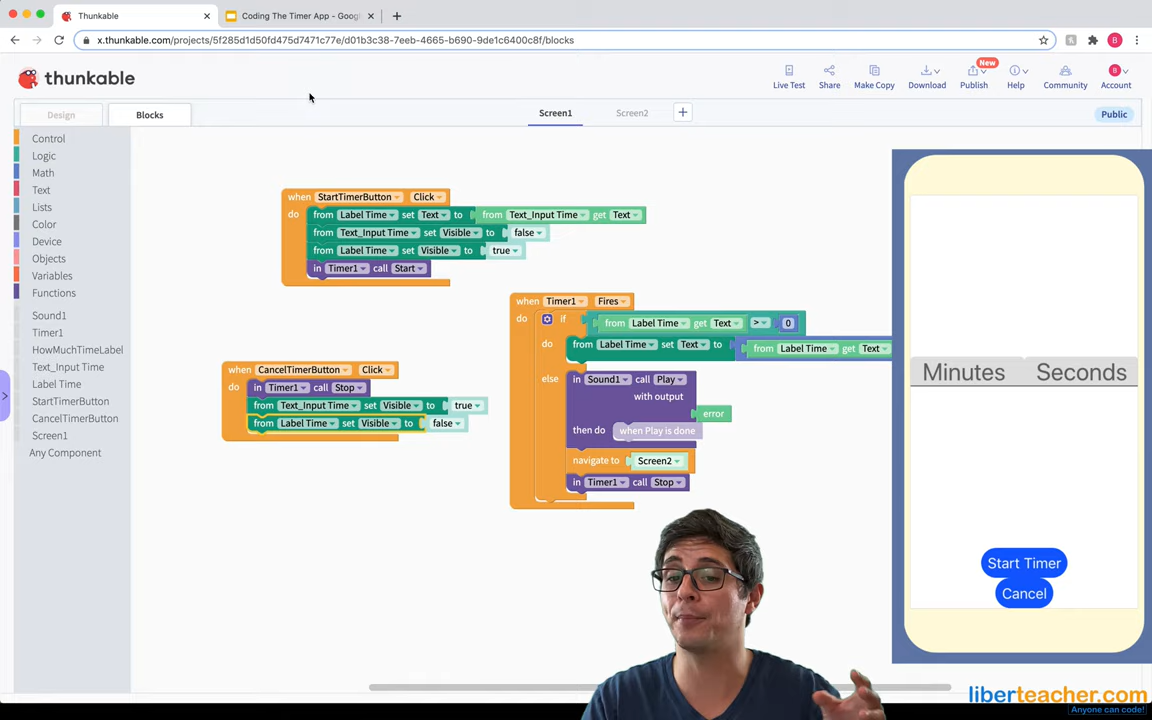 Thunkable
Coding The Timer App - Goog
x.thunkable.com/projects/5f285d1d50fd475d7471c77e/d01b3c38-7eeb-4665-b690-9de1c6400c8f/blocks
B
thunkable
Live Test
Share
Make Copy
Download
New
Publish
Help
Community
B
Account
Design
Blocks
Screen1
Screen2
Public
Control
Logic
Math
Text
Lists
Color
Device
Objects
Variables
Functions
Sound1
Timer1
HowMuchTimeLabel
Text_Input Time
Label Time
StartTimerButton
CancelTimerButton
Screen1
Any Component
when StartTimerButton Click
do from Label Time set Text to from Text_Input Time get Text
from Text_Input Time set Visible to false
from Label Time set Visible to true
in Timer1 call Start
when CancelTimerButton Click
do in Timer1 call Stop
from Text_Input Time set Visible to true
from Label Time set Visible to false
when Timer1 Fires
do if from Label Time get Text > 0
do from Label Time set Text to from Label Time get Text
else in Sound1 call Play
with output
error
then do when Play is done
navigate to Screen2
in Timer1 call Stop
Minutes Seconds
Start Timer
Cancel
liberteacher.com
Anyone can code!